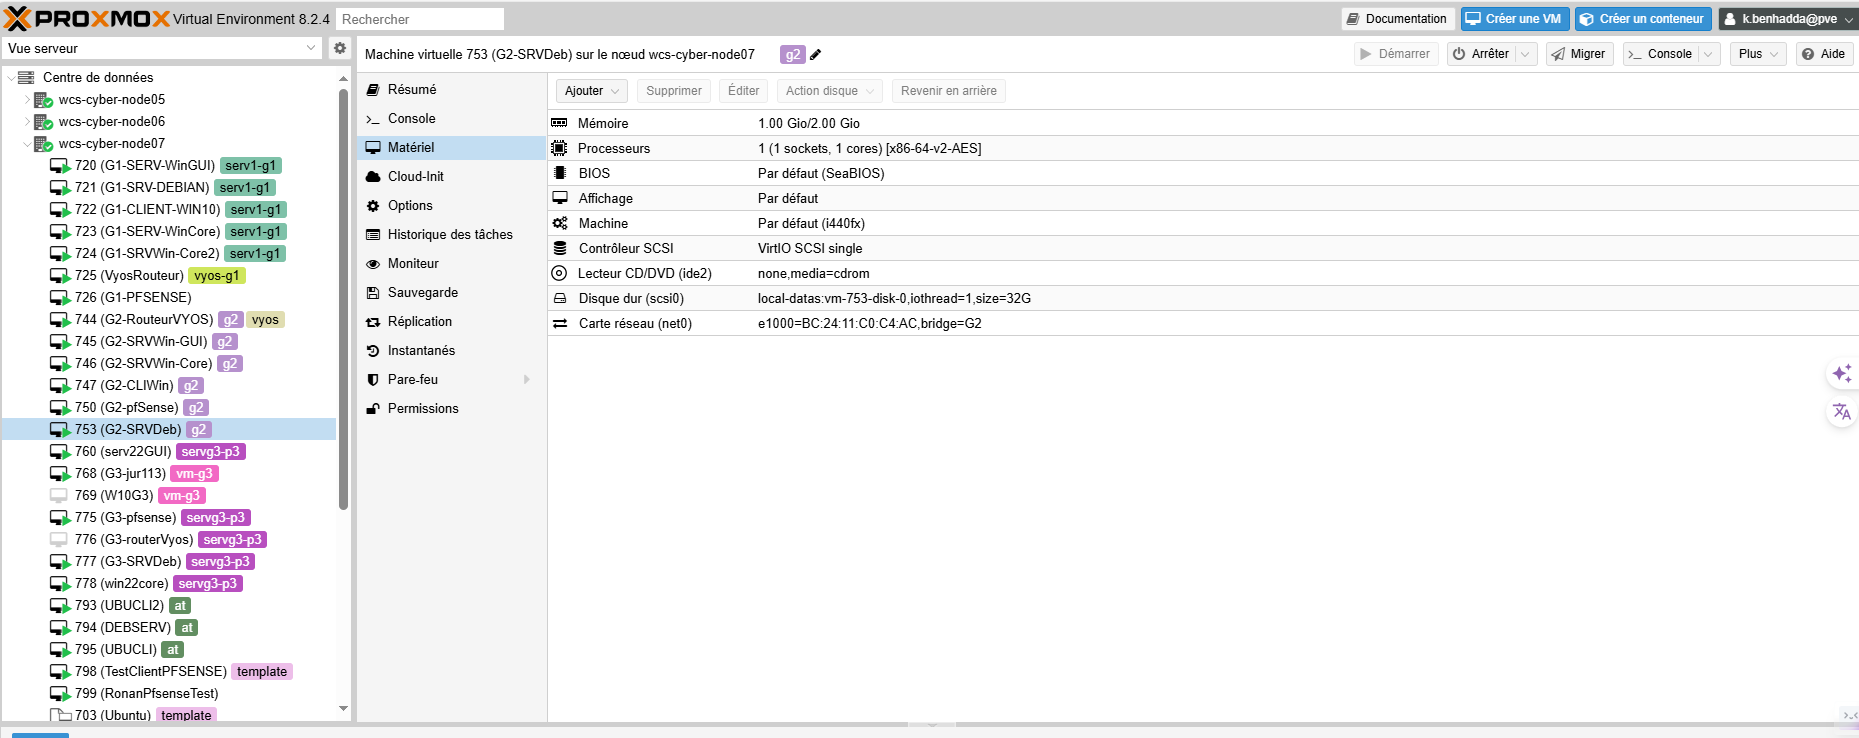 PROXMOX Virtual Environment 8.2.4 Rechercher Documentation Créer une VM Créer un conteneur k.benhadda@pve
Vue serveur
Machine virtuelle 753 (G2-SRVDeb) sur le nœud wcs-cyber-node07 g2 Démarrer Arrêter Migrer Console Plus Aide
Centre de données
wcs-cyber-node05
wcs-cyber-node06
wcs-cyber-node07
720 (G1-SERV-WinGUI) serv1-g1
721 (G1-SRV-DEBIAN) serv1-g1
722 (G1-CLIENT-WIN10) serv1-g1
723 (G1-SERV-WinCore) serv1-g1
724 (G1-SRVWin-Core2) serv1-g1
725 (VyosRouteur) vyos-g1
726 (G1-PFSENSE)
744 (G2-RouteurVYOS) g2 vyos
745 (G2-SRVWin-GUI) g2
746 (G2-SRVWin-Core) g2
747 (G2-CLIWin) g2
750 (G2-pfSense) g2
753 (G2-SRVDeb) g2
760 (serv22GUI) servg3-p3
768 (G3-jur113) vm-g3
769 (W10G3) vm-g3
775 (G3-pfsense) servg3-p3
776 (G3-routerVyos) servg3-p3
777 (G3-SRVDeb) servg3-p3
778 (win22core) servg3-p3
793 (UBUCLI2) at
794 (DEBSERV) at
795 (UBUCLI) at
798 (TestClientPFSENSE) template
799 (RonanPfsenseTest)
703 (Ubuntu) template
Résumé
Console
Matériel
Cloud-Init
Options
Historique des tâches
Moniteur
Sauvegarde
Réplication
Instantanés
Pare-feu
Permissions
Ajouter Supprimer Éditer Action disque Revenir en arrière
Mémoire 1.00 Gio/2.00 Gio
Processeurs 1 (1 sockets, 1 cores) [x86-64-v2-AES]
BIOS Par défaut (SeaBIOS)
Affichage Par défaut
Machine Par défaut (i440fx)
Contrôleur SCSI VirtIO SCSI single
Lecteur CD/DVD (ide2) none,media=cdrom
Disque dur (scsi0) local-datas:vm-753-disk-0,iothread=1,size=32G
Carte réseau (net0) e1000=BC:24:11:C0:C4:AC,bridge=G2